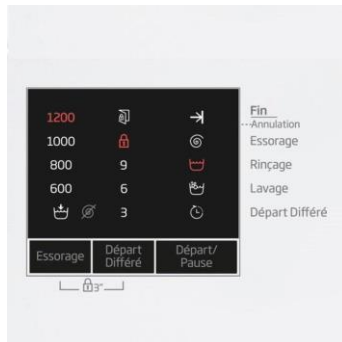 1200
Fin
Annulation
1000
Essorage
800 9
Rinçage
600 6
Lavage
3
Départ Différé
Essorage
Départ
Différé
Départ/
Pause
3"